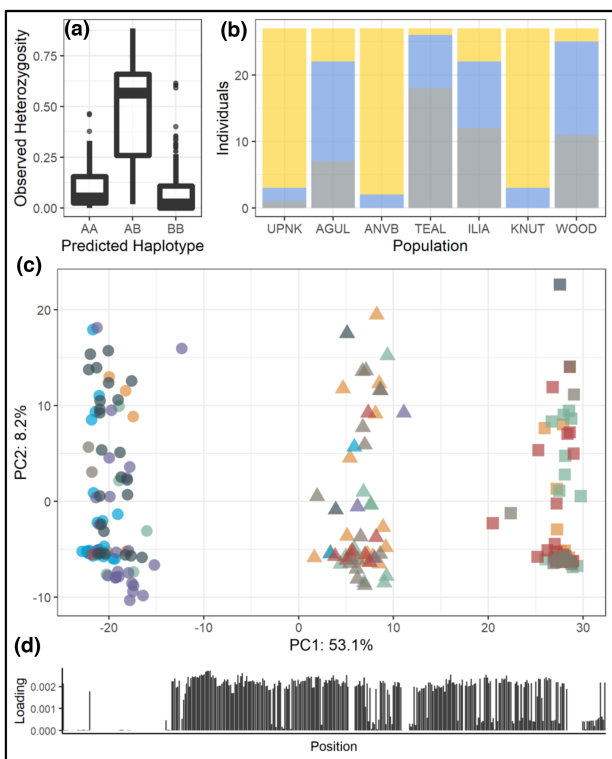 (a)
Observed Heterozygosity
0.75
0.50
0.25
0.00
AA AB BB
Predicted Haplotype
(b)
Individuals
20
10
0
UPNK AGUL ANVB TEAL ILIA KNUT WOOD
Population
(c)
PC2: 8.2%
20
10
0
-10
-20 -10 0 10 20 30
PC1: 53.1%
(d)
Loading
0.002
0.001
0.000
Position